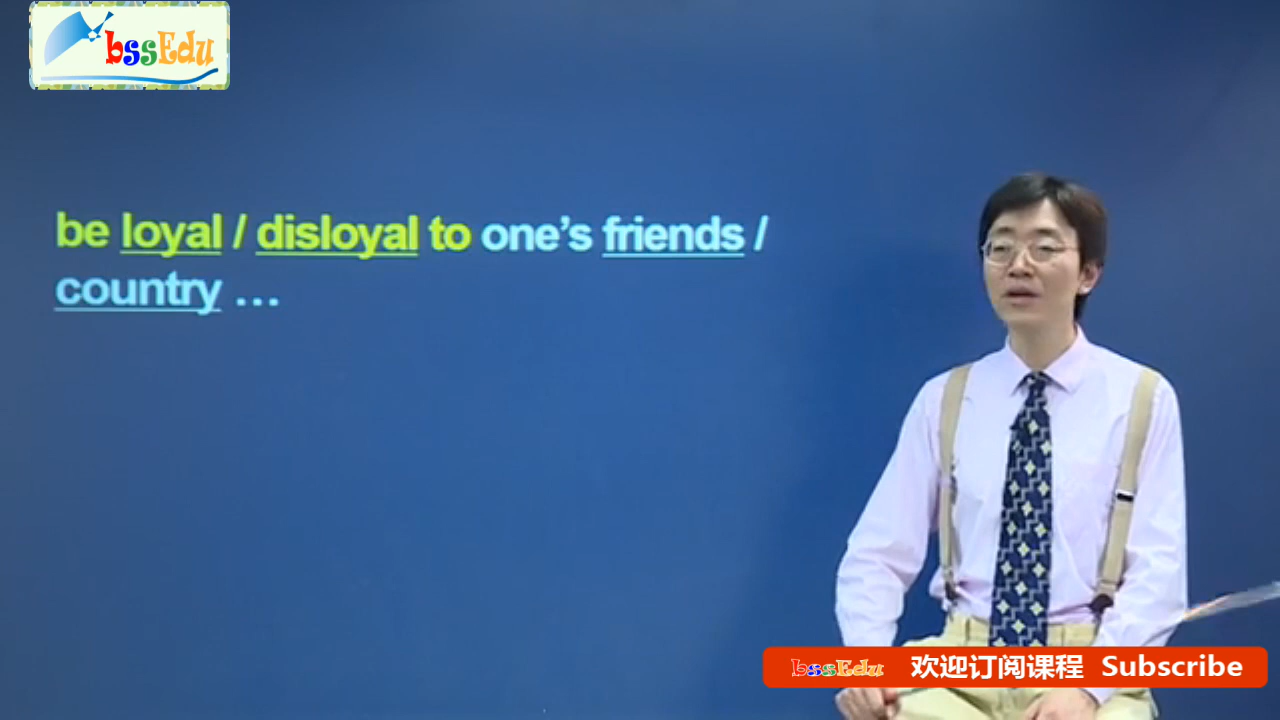 bssEdu
be loyal / disloyal to one’s friends /
country ...
bssEdu 欢迎订阅课程 Subscribe